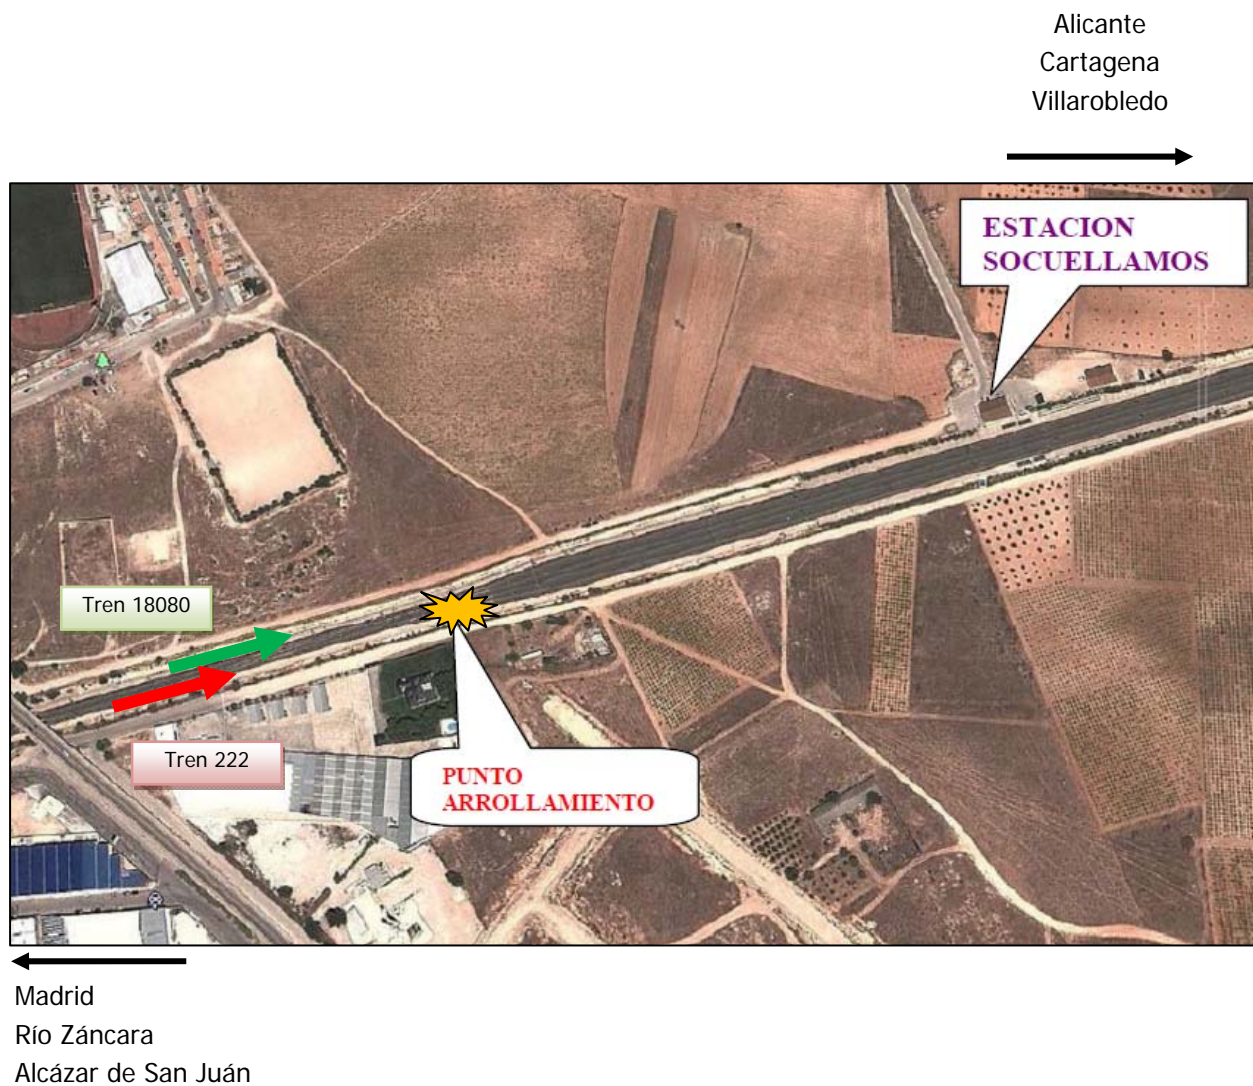 Alicante
Cartagena
Villarobledo
ESTACION
SOCUELLAMOS
Tren 18080
Tren 222
PUNTO
ARROLLAMIENTO
Madrid
Río Záncara
Alcázar de San Juán